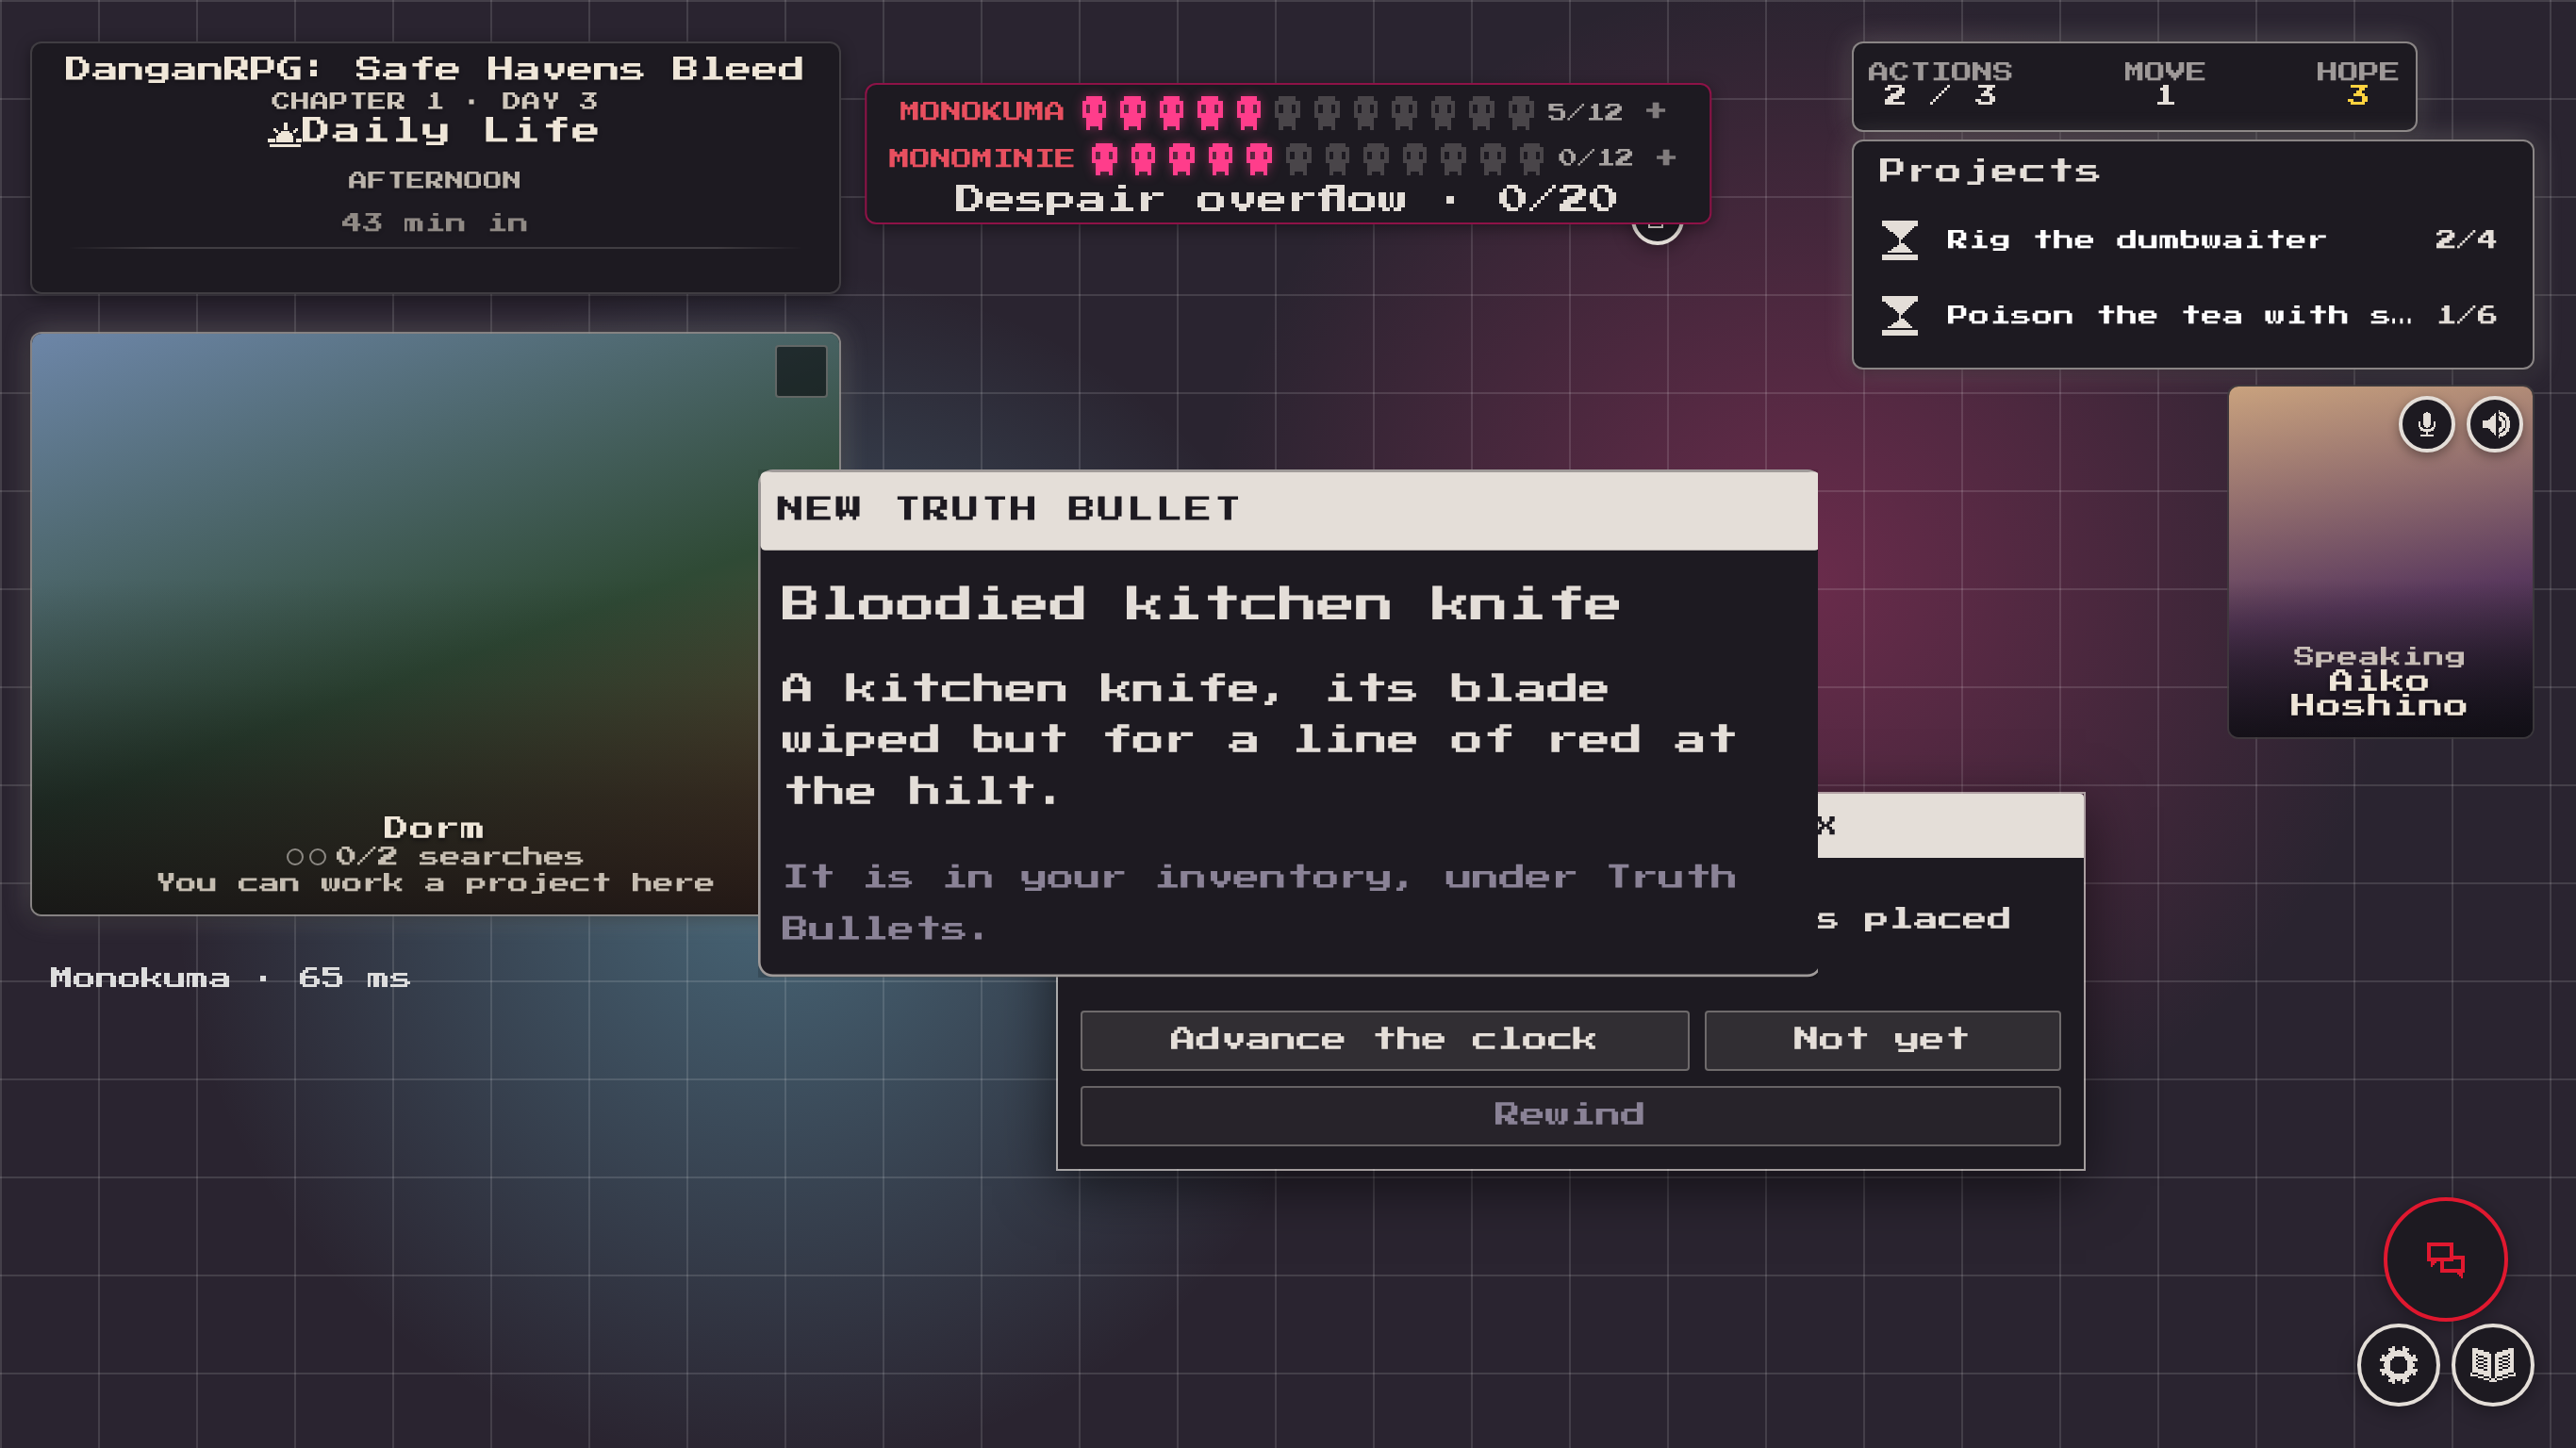 DanganRPG: Safe Havens Bleed
CHAPTER 1 · DAY 3
Daily Life
AFTERNOON
43 min in
MONOKUMA 5/12 +
MONOMINIE 0/12 +
Despair overflow · 0/20
ACTIONS MOVE HOPE
2 / 3 1 3
Projects
Rig the dumbwaiter 2/4
Poison the tea with s… 1/6
Speaking
Aiko
Hoshino
NEW TRUTH BULLET
Bloodied kitchen knife
A kitchen knife, its blade
wiped but for a line of red at
the hilt.
It is in your inventory, under Truth
Bullets.
Dorm
0/2 searches
You can work a project here
Monokuma · 65 ms
x
s placed
Advance the clock Not yet
Rewind